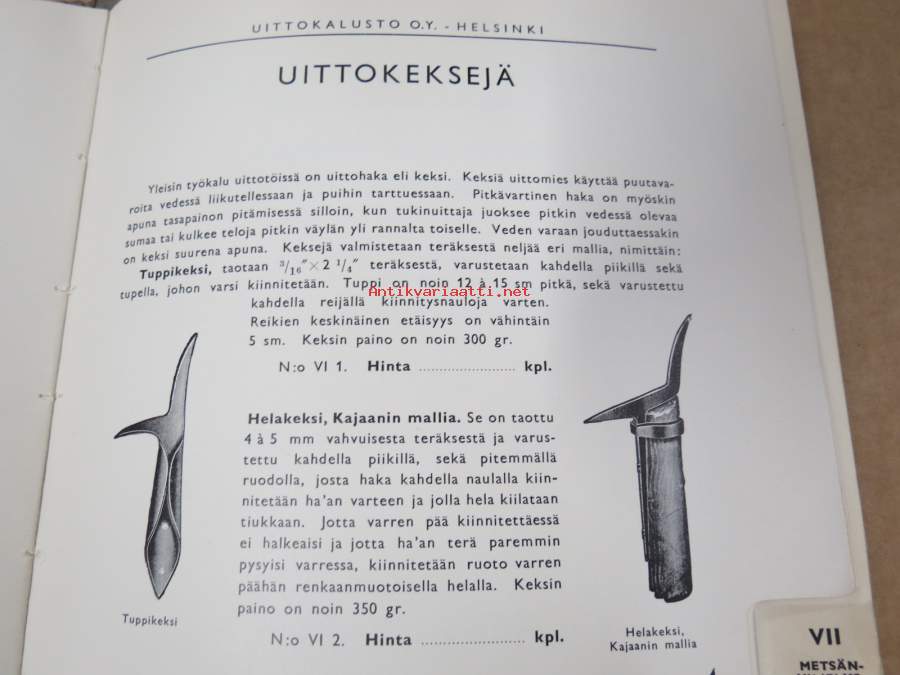 UITTOKALUSTO O.Y. - HELSINKI
UITTOKEKSEJÄ
Yleisin työkalu uittotöissä on uittohaka eli keksi. Keksiä uittomies käyttää puutava-
roita vedessä liikutellessaan ja puihin tarttuessaan. Pitkävartinen haka on myöskin
apuna tasapainon pitämisessä silloin, kun tukinuittaja juoksee pitkin vedessä olevaa
sumaa tai kulkee teloja pitkin väylän yli rannalta toiselle. Veden varaan jouduttaessakin
on keksi suurena apuna. Keksejä valmistetaan teräksestä neljää eri mallia, nimittäin:
Tuppikeksi, taotaan 3/16″×2 1/4″ teräksestä, varustetaan kahdella piikillä sekä
tupella, johon varsi kiinnitetään. Tuppi on noin 12 à 15 sm pitkä, sekä varustettu
Antikvariaatti.net
kahdella reijällä kiinnitysnauloja varten.
Reikien keskinäinen etäisyys on vähintäin
5 sm. Keksin paino on noin 300 gr.
N:o VI 1. Hinta ........................ kpl.
Helakeksi, Kajaanin mallia. Se on taottu
4 à 5 mm vahvuisesta teräksestä ja varus-
tettu kahdella piikillä, sekä pitemmällä
ruodolla, josta haka kahdella naulalla kiin-
nitetään ha'an varteen ja jolla hela kiilataan
tiukkaan. Jotta varren pää kiinnitettäessä
ei halkeaisi ja jotta ha'an terä paremmin
pysyisi varressa, kiinnitetään ruoto varren
päähän renkaanmuotoisella helalla. Keksin
paino on noin 350 gr.
N:o VI 2. Hinta ........................ kpl.
Tuppikeksi
Helakeksi,
Kajaanin mallia
VII
METSÄN-